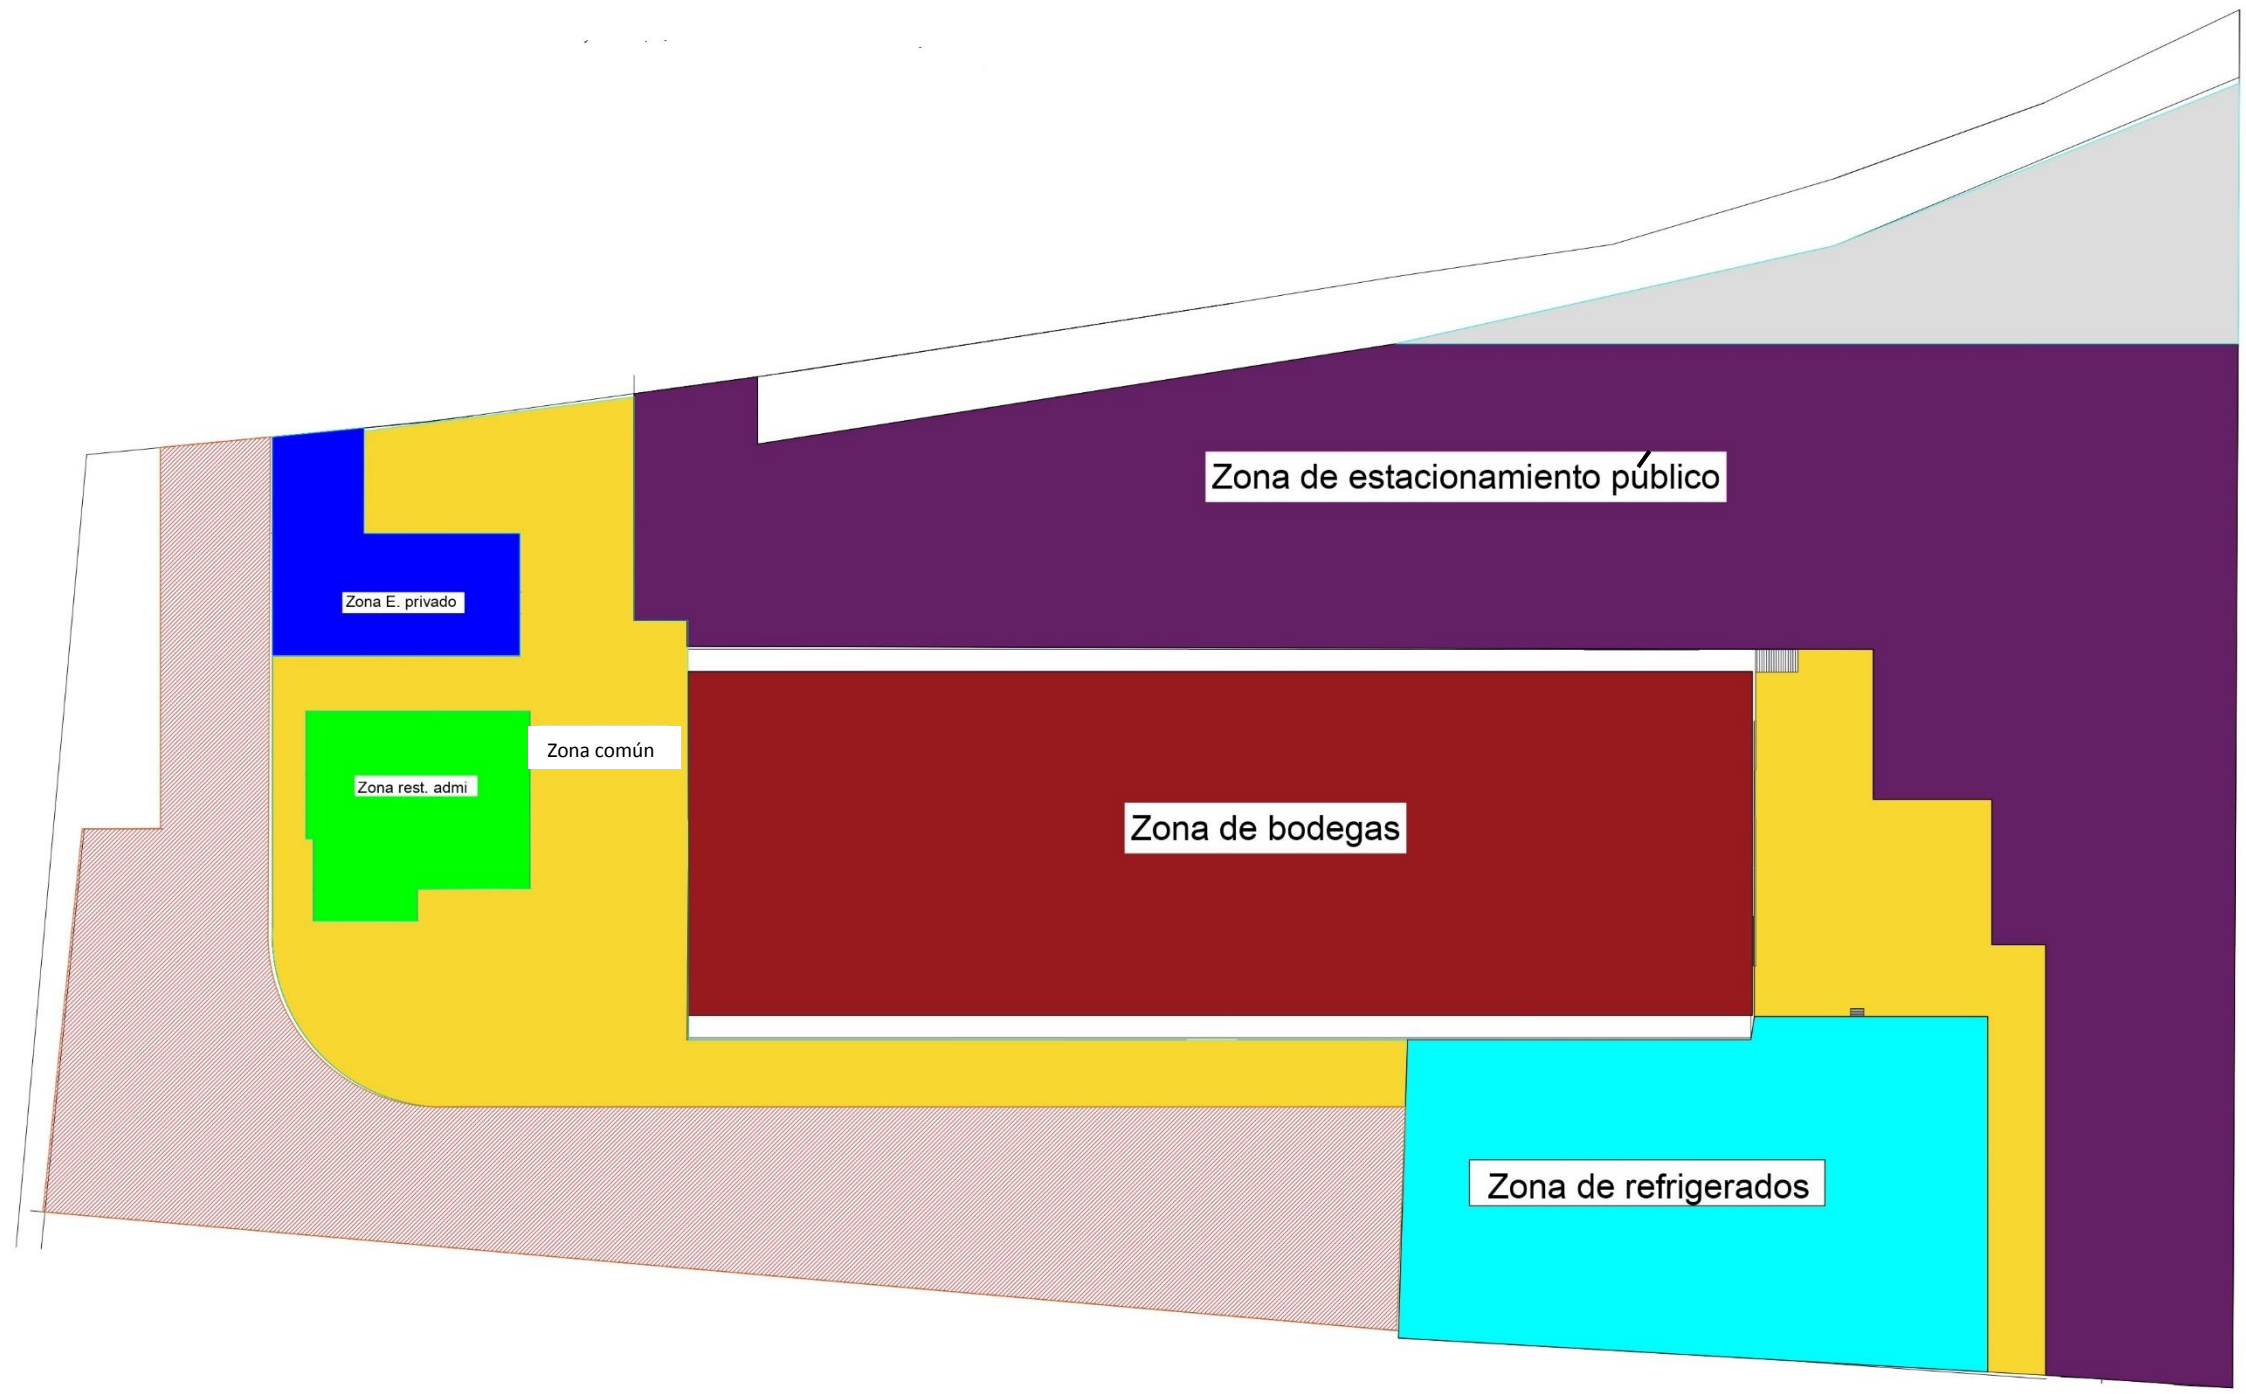 Zona de estacionamiento público
Zona E. privado
Zona común
Zona rest. admi
Zona de bodegas
Zona de refrigerados